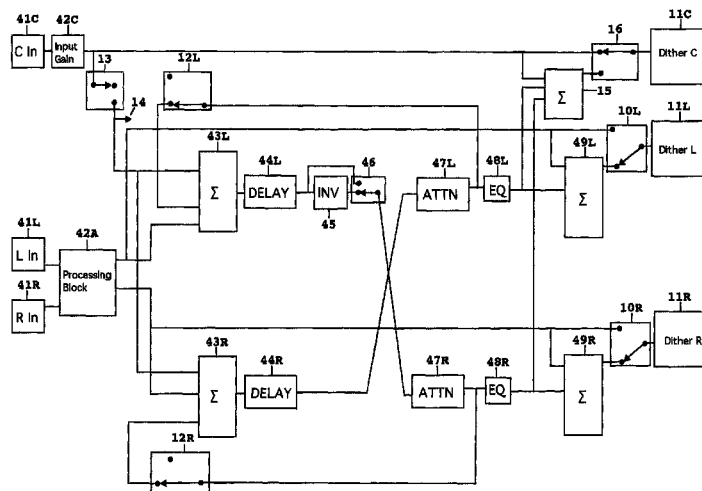 41C
42C
11C
C In
Input
Gain
16
Dither C
13
12L
14
15
Σ
10L
11L
43L
49L
Dither L
44L
46
47L
48L
Σ
DELAY
INV
ATTN
EQ
Σ
45
41L
42A
L In
Processing
Block
41R
R In
10R
11R
43R
44R
47R
48R
49R
Dither R
Σ
DELAY
ATTN
EQ
Σ
12R